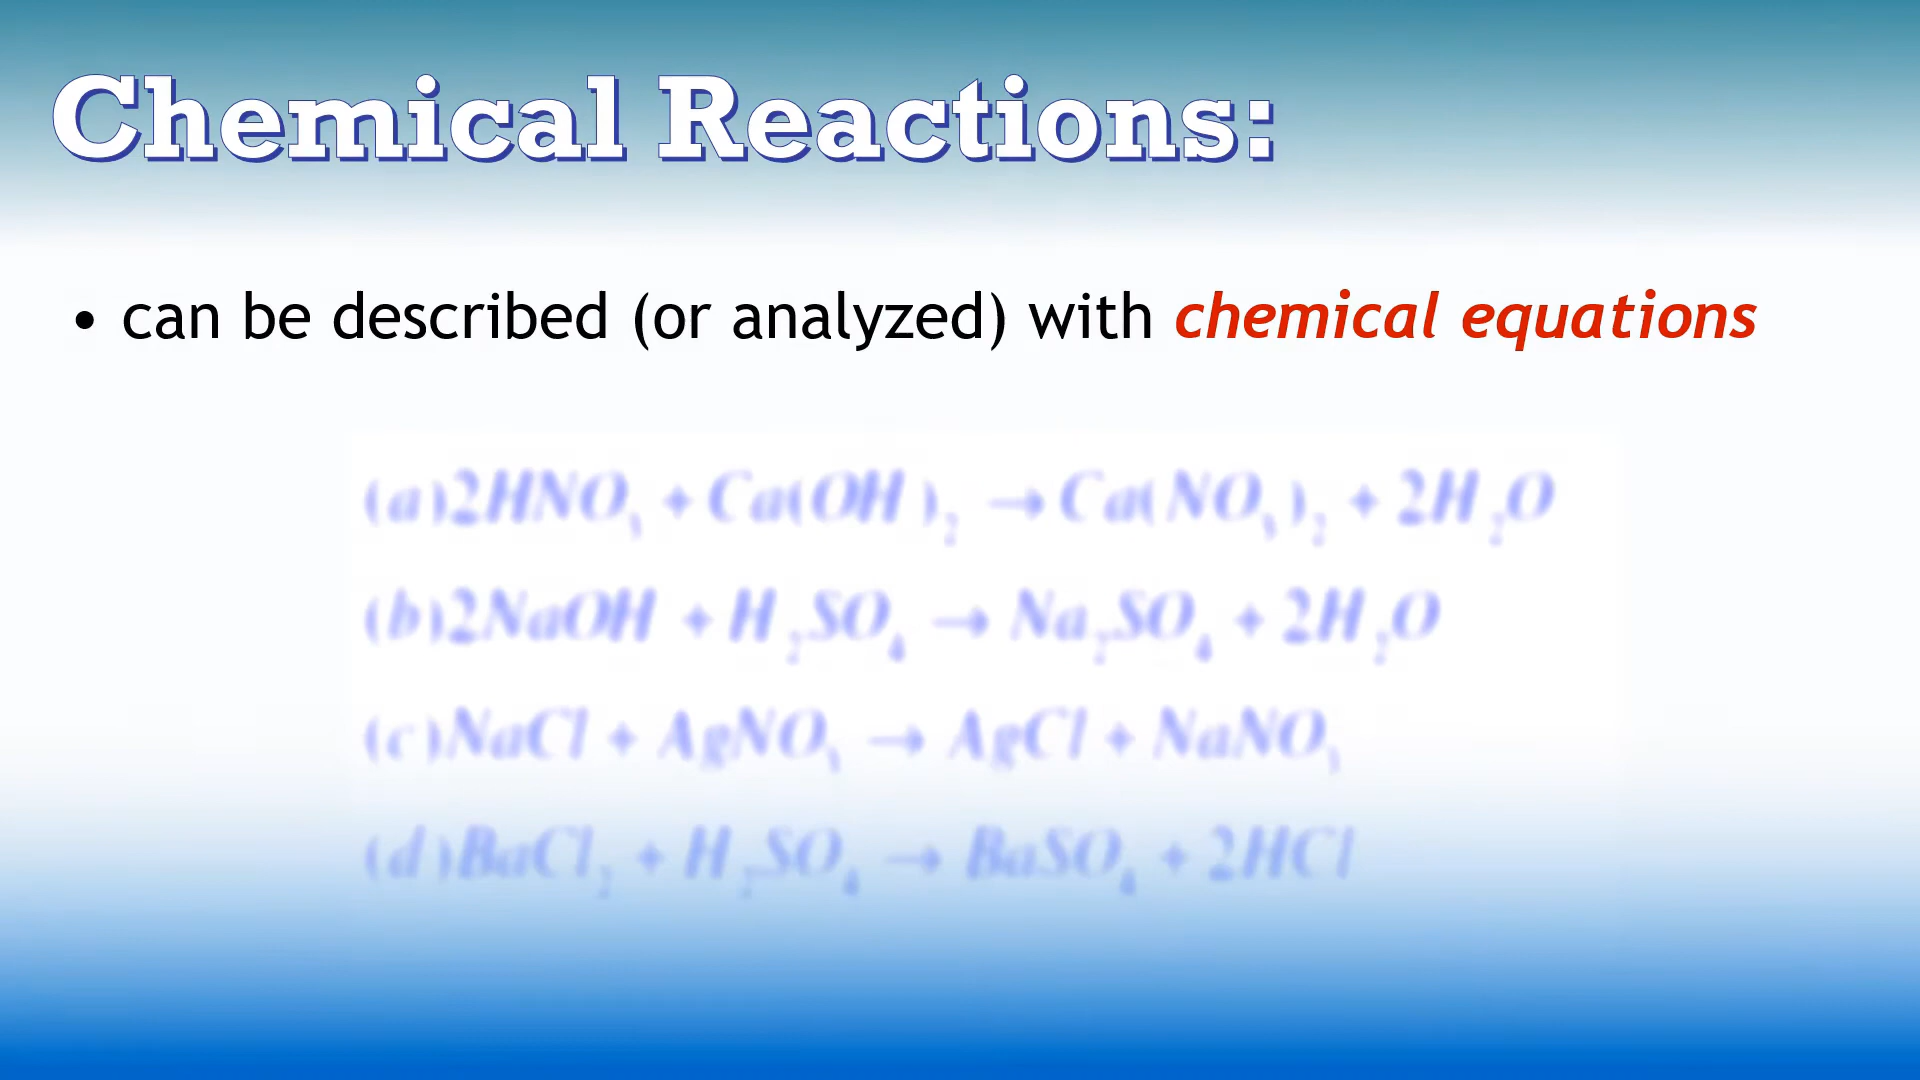 Chemical Reactions:
• can be described (or analyzed) with chemical equations
(a)2HNO₃ + Ca(OH)₂ → Ca(NO₃)₂ + 2H₂O
(b)2NaOH + H₂SO₄ → Na₂SO₄ + 2H₂O
(c)NaCl + AgNO₃ → AgCl + NaNO₃
(d)BaCl₂ + H₂SO₄ → BaSO₄ + 2HCl